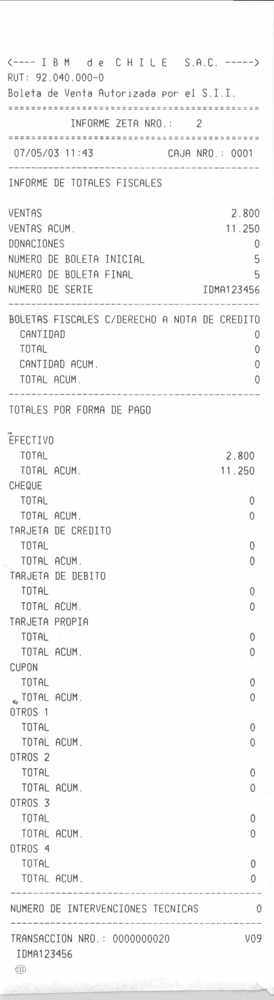 <---- I B M  d e  C H I L E  S.A.C. ----->
RUT: 92.040.000-0
Boleta de Venta Autorizada por el S.I.I.
============================================
INFORME ZETA NRO.: 2
============================================
07/05/03 11:43 CAJA NRO.: 0001
--------------------------------------------
INFORME DE TOTALES FISCALES
VENTAS 2.800
VENTAS ACUM. 11.250
DONACIONES 0
NUMERO DE BOLETA INICIAL 5
NUMERO DE BOLETA FINAL 5
NUMERO DE SERIE IDMA123456
--------------------------------------------
BOLETAS FISCALES C/DERECHO A NOTA DE CREDITO
CANTIDAD 0
TOTAL 0
CANTIDAD ACUM. 0
TOTAL ACUM. 0
--------------------------------------------
TOTALES POR FORMA DE PAGO
EFECTIVO
TOTAL 2.800
TOTAL ACUM. 11.250
CHEQUE
TOTAL 0
TOTAL ACUM. 0
TARJETA DE CREDITO
TOTAL 0
TOTAL ACUM. 0
TARJETA DE DEBITO
TOTAL 0
TOTAL ACUM. 0
TARJETA PROPIA
TOTAL 0
TOTAL ACUM. 0
CUPON
TOTAL 0
TOTAL ACUM. 0
OTROS 1
TOTAL 0
TOTAL ACUM. 0
OTROS 2
TOTAL 0
TOTAL ACUM. 0
OTROS 3
TOTAL 0
TOTAL ACUM. 0
OTROS 4
TOTAL 0
TOTAL ACUM. 0
--------------------------------------------
NUMERO DE INTERVENCIONES TECNICAS 0
--------------------------------------------
TRANSACCION NRO.: 0000000020 V09
IDMA123456
SII